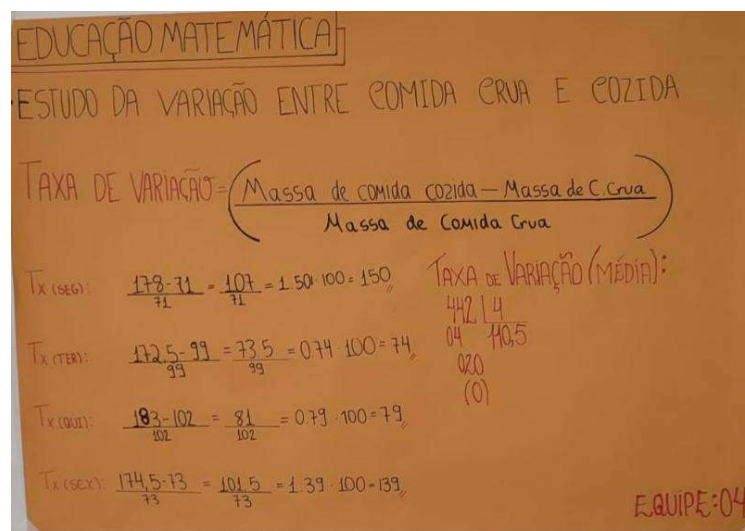 EDUCAÇÃO MATEMÁTICA
ESTUDO DA VARIAÇÃO ENTRE COMIDA CRUA E COZIDA
TAXA DE VARIAÇÃO = (Massa de comida cozida — Massa de C. Crua
Massa de Comida Crua)
Tx (SEG): 178-71 = 107 = 1.50 · 100 = 150
71 71
Tx (TER): 172,5-99 = 73.5 = 0.74 · 100 = 74
99 99
Tx (QUI): 183-102 = 81 = 0.79 · 100 = 79
102 102
Tx (SEX): 174,5-73 = 101.5 = 1.39 · 100 = 139
73 73
TAXA DE VARIAÇÃO (MÉDIA):
442 | 4
04 110,5
020
(0)
EQUIPE: 04